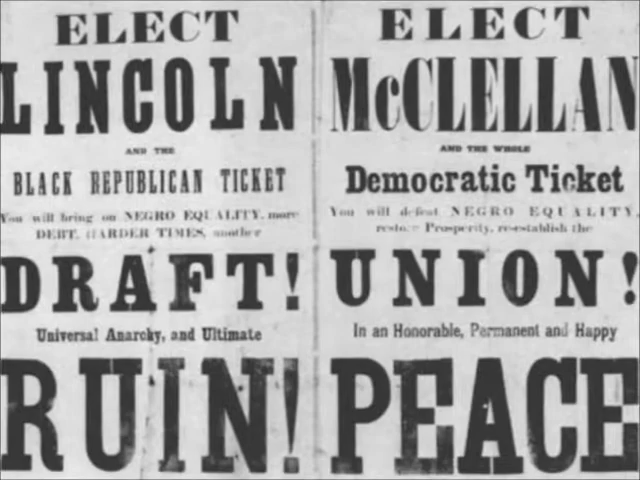 ELECT
LINCOLN
AND THE
BLACK REPUBLICAN TICKET
You will bring on NEGRO EQUALITY, more
DEBT, HARDER TIMES, another
DRAFT!
Universal Anarchy, and Ultimate
RUIN!
ELECT
McCLELLAN
AND THE WHOLE
Democratic Ticket
You will defeat NEGRO EQUALITY,
restore Prosperity, re-establish the
UNION!
In an Honorable, Permanent and Happy
PEACE